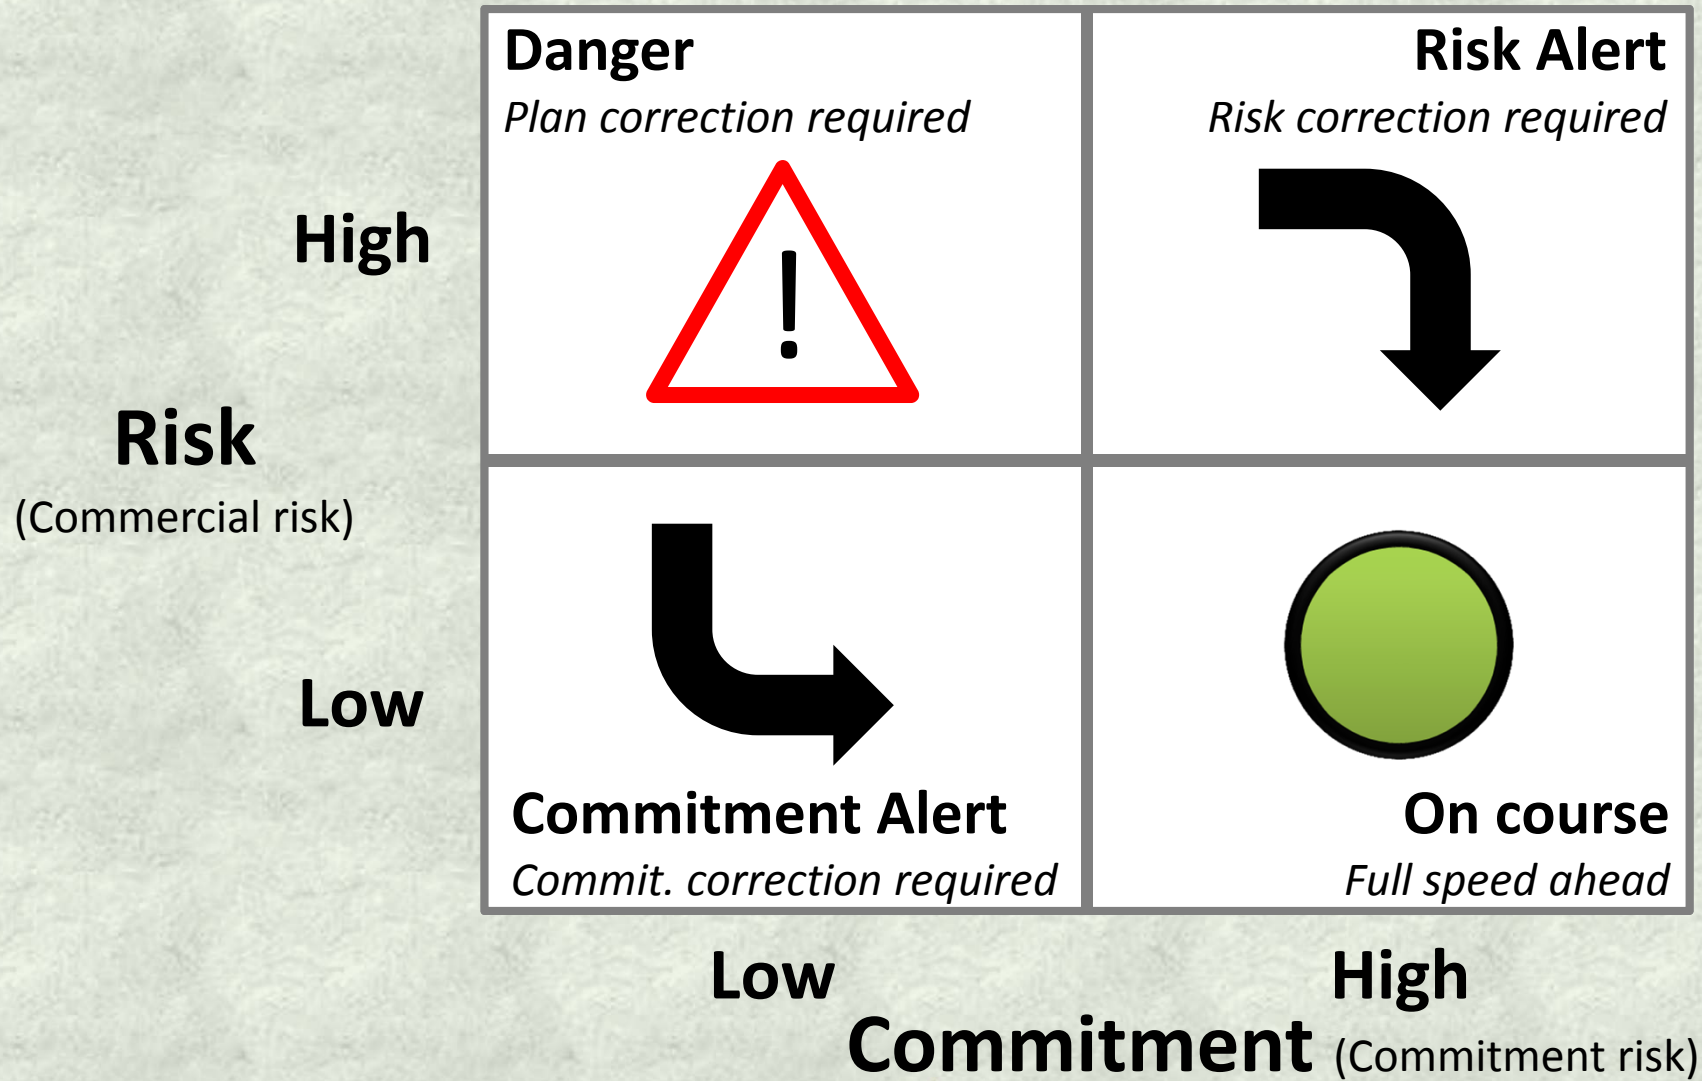 Danger
Plan correction required
!
Risk Alert
Risk correction required
High
Risk
(Commercial risk)
Low
Commitment Alert
Commit. correction required
On course
Full speed ahead
Low
High
Commitment (Commitment risk)